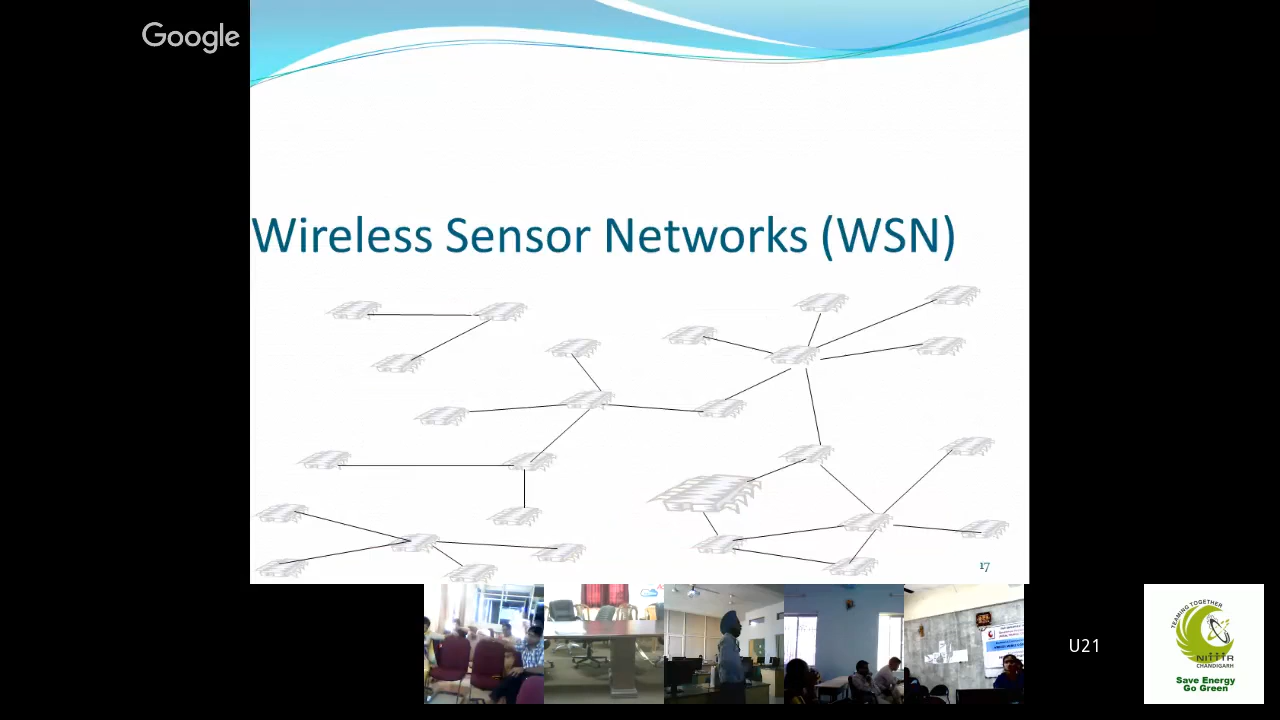 Google
Wireless Sensor Networks (WSN)
17
U21
TEAMING TOGETHER
NITTTR
CHANDIGARH
Save Energy
Go Green